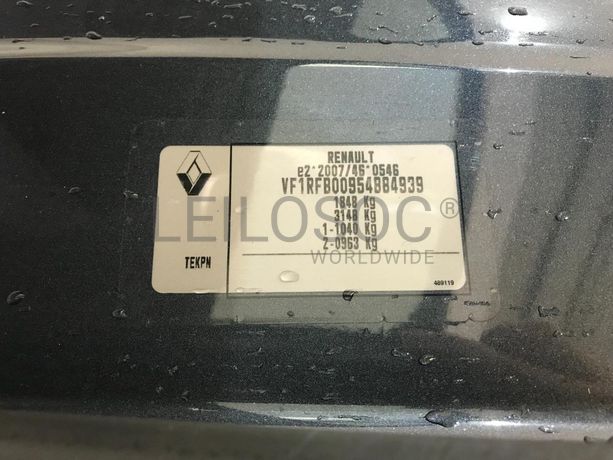 RENAULT
e2*2007/46*0546
VF1RFB00954884939
1848 Kg
3148 Kg
1-1040 Kg
2-0963 Kg
TEKPN
489119
LEILOSOC®
WORLDWIDE